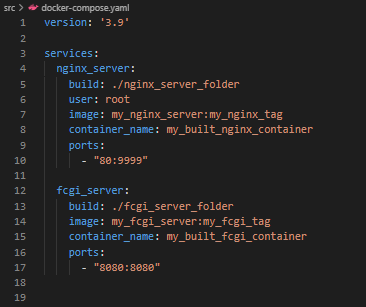 src > docker-compose.yaml
1 version: '3.9'
2
3 services:
4   nginx_server:
5     build: ./nginx_server_folder
6     user: root
7     image: my_nginx_server:my_nginx_tag
8     container_name: my_built_nginx_container
9     ports:
10       - "80:9999"
11
12   fcgi_server:
13     build: ./fcgi_server_folder
14     image: my_fcgi_server:my_fcgi_tag
15     container_name: my_built_fcgi_container
16     ports:
17       - "8080:8080"
18
19